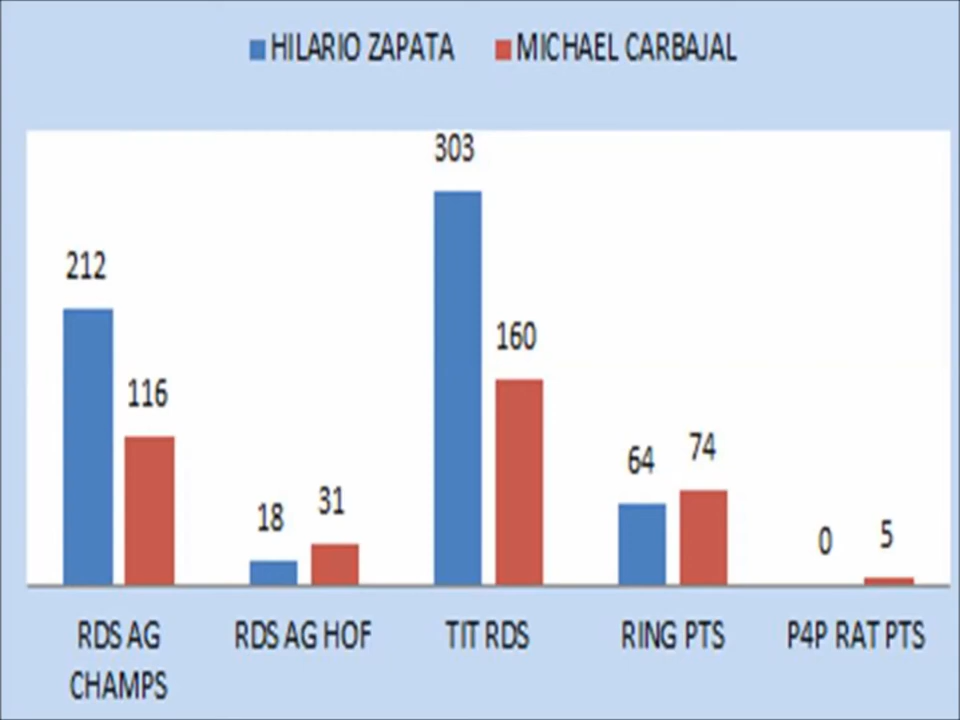 HILARIO ZAPATA MICHAEL CARBAJAL
303
212
160
116
74
64
31
18
0 5
RDS AG CHAMPS
RDS AG HOF
TIT RDS
RING PTS
P4P RAT PTS